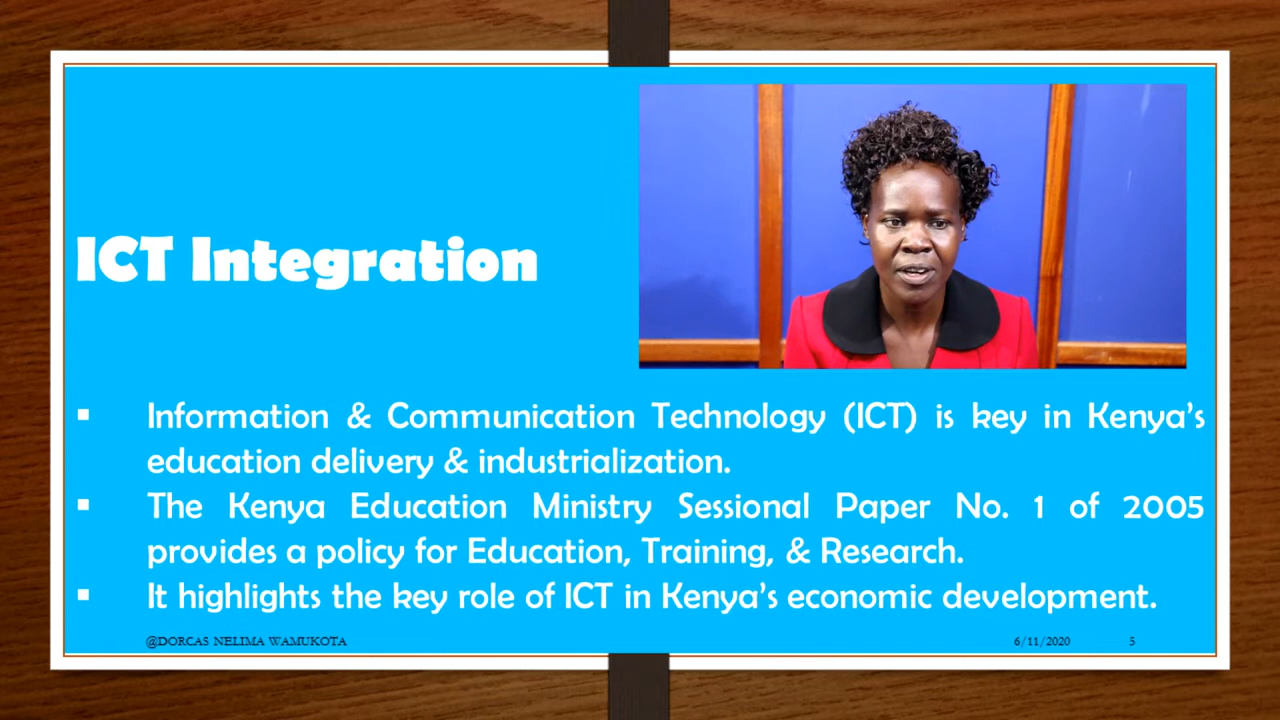 ICT Integration
▪ Information & Communication Technology (ICT) is key in Kenya's
education delivery & industrialization.
▪ The Kenya Education Ministry Sessional Paper No. 1 of 2005
provides a policy for Education, Training, & Research.
▪ It highlights the key role of ICT in Kenya's economic development.
@DORCAS NELIMA WAMUKOTA 6/11/2020 5